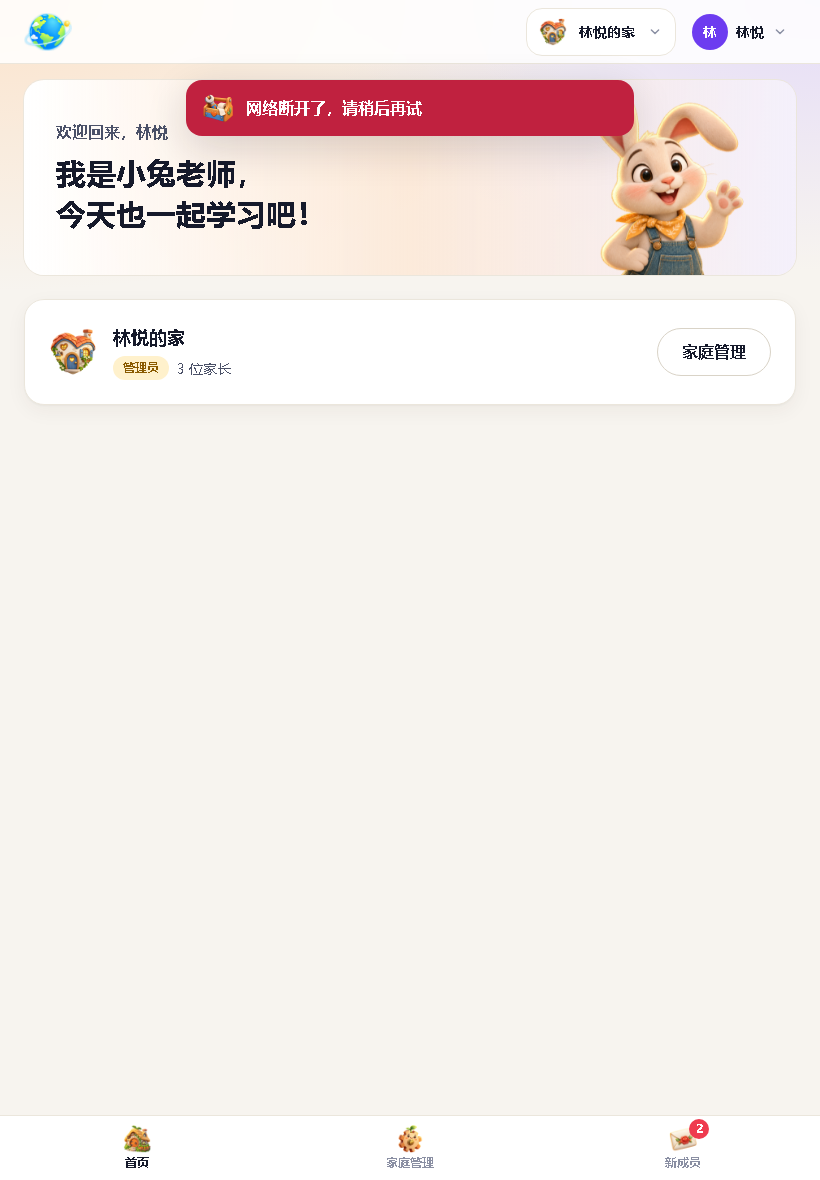 林悦的家
林
林悦
网络断开了，请稍后再试
欢迎回来，林悦
我是小兔老师，
今天也一起学习吧！
林悦的家
管理员
3 位家长
家庭管理
首页
家庭管理
2
新成员